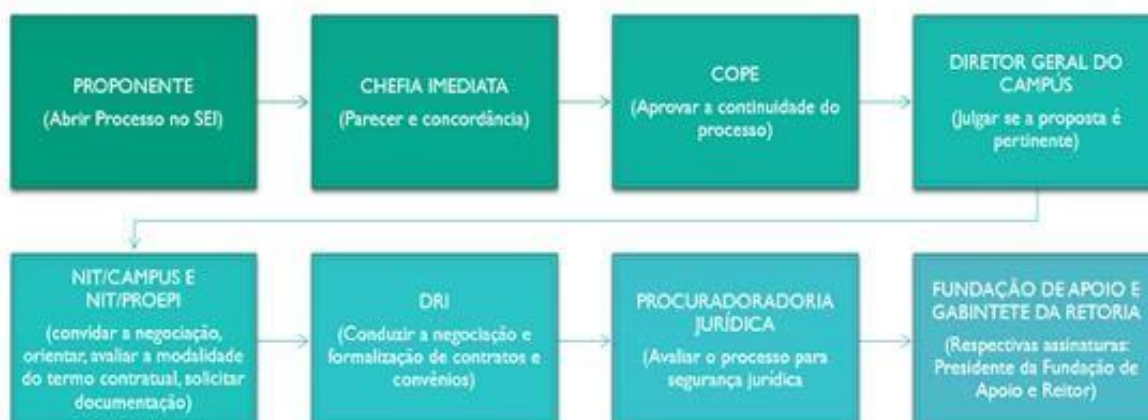 PROPONENTE
(Abrir Processo no SEI)
CHEFIA IMEDIATA
(Parecer e concordância)
COPE
(Aprovar a continuidade do
processo)
DIRETOR GERAL DO
CAMPÚS
(Julgar se a proposta é
pertinente)
NIT/CAMPUS E
NIT/PROEPI
(convidar a negociação,
orientar, avaliar a modalidade
do termo contratual, solicitar
documentação)
DRI
(Conduzir a negociação e
formalização de contratos e
convênios)
PROCURADORADORIA
JURÍDICA
(Avaliar o processo para
segurança jurídica
FUNDAÇÃO DE APOIO E
GABINTETE DA RETORIA
(Respectivas assinaturas:
Presidente da Fundação de
Apoio e Reitor)